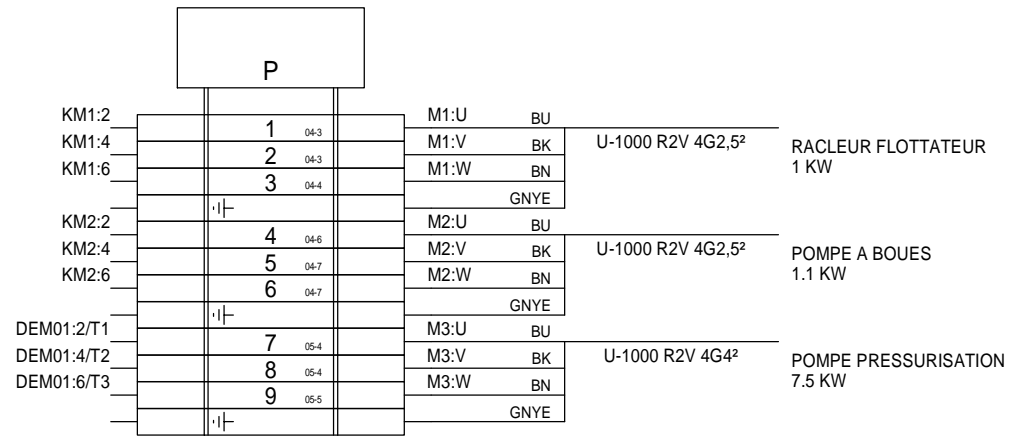 P
KM1:2 1 04-3 M1:U BU
KM1:4 2 04-3 M1:V BK U-1000 R2V 4G2,5² RACLEUR FLOTTATEUR
KM1:6 3 04-4 M1:W BN 1 KW
GNYE
KM2:2 4 04-6 M2:U BU
KM2:4 5 04-7 M2:V BK U-1000 R2V 4G2,5² POMPE A BOUES
KM2:6 6 04-7 M2:W BN 1.1 KW
GNYE
DEM01:2/T1 7 05-4 M3:U BU
DEM01:4/T2 8 05-4 M3:V BK U-1000 R2V 4G4² POMPE PRESSURISATION
DEM01:6/T3 9 05-5 M3:W BN 7.5 KW
GNYE